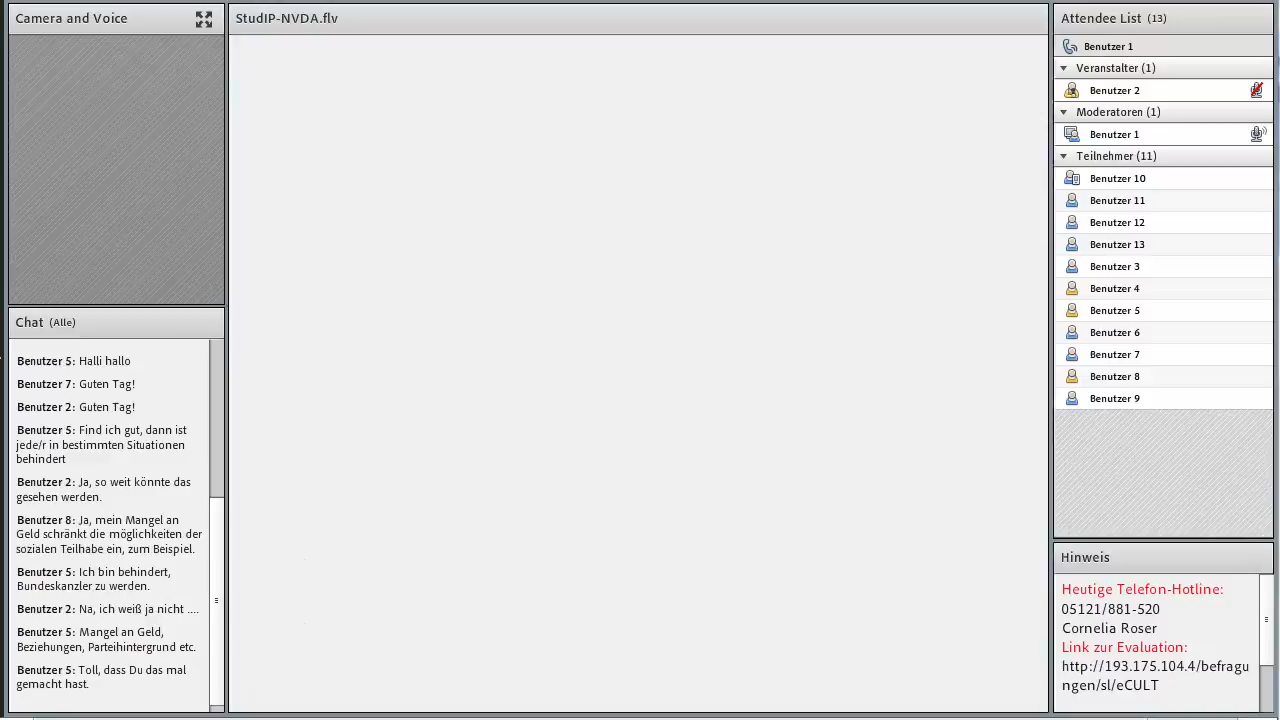 Camera and Voice
Chat (Alle)
Benutzer 5: Halli hallo
Benutzer 7: Guten Tag!
Benutzer 2: Guten Tag!
Benutzer 5: Find ich gut, dann ist
jede/r in bestimmten Situationen
behindert
Benutzer 2: Ja, so weit könnte das
gesehen werden.
Benutzer 8: Ja, mein Mangel an
Geld schränkt die möglichkeiten der
sozialen Teilhabe ein, zum Beispiel.
Benutzer 5: Ich bin behindert,
Bundeskanzler zu werden.
Benutzer 2: Na, ich weiß ja nicht ....
Benutzer 5: Mangel an Geld,
Beziehungen, Parteihintergrund etc.
Benutzer 5: Toll, dass Du das mal
gemacht hast.
StudIP-NVDA.flv
Attendee List (13)
Benutzer 1
Veranstalter (1)
Benutzer 2
Moderatoren (1)
Benutzer 1
Teilnehmer (11)
Benutzer 10
Benutzer 11
Benutzer 12
Benutzer 13
Benutzer 3
Benutzer 4
Benutzer 5
Benutzer 6
Benutzer 7
Benutzer 8
Benutzer 9
Hinweis
Heutige Telefon-Hotline:
05121/881-520
Cornelia Roser
Link zur Evaluation:
http://193.175.104.4/befragu
ngen/sl/eCULT